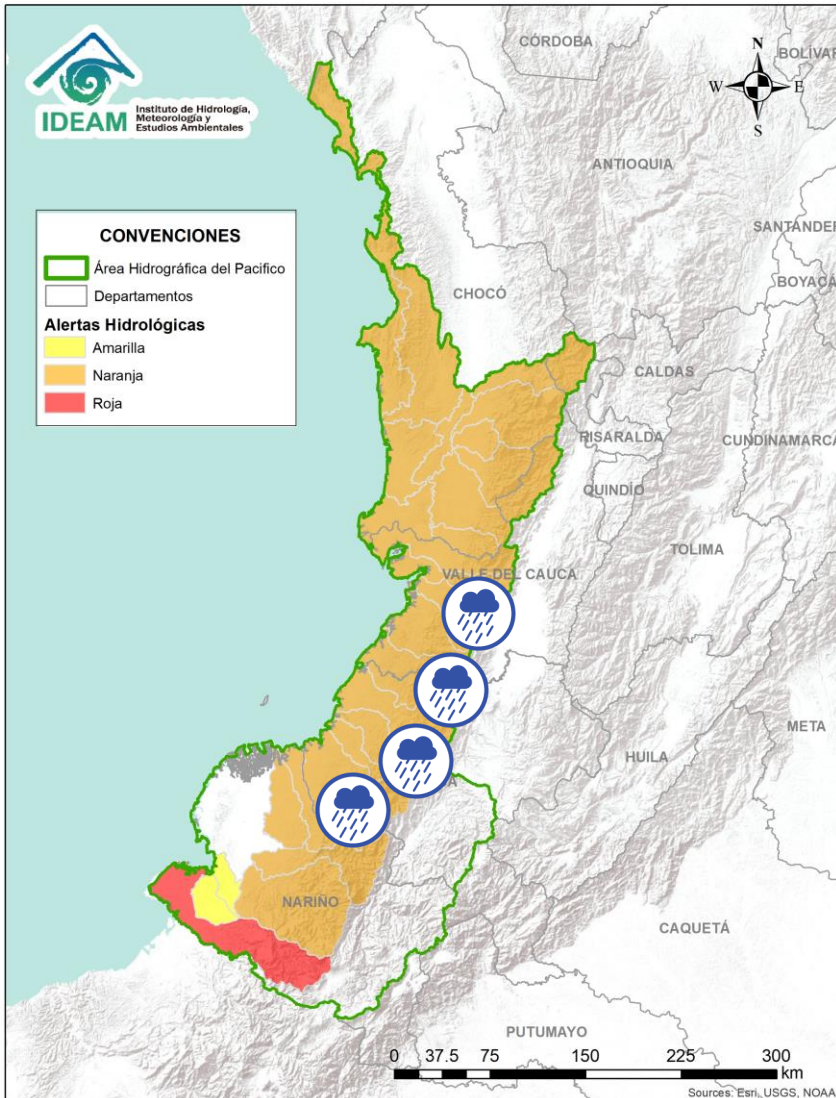 IDEAM
Instituto de Hidrología,
Meteorología y
Estudios Ambientales
N
W
E
S
CÓRDOBA
BOLÍVAR
ANTIOQUIA
SANTANDER
BOYACÁ
CONVENCIONES
Área Hidrográfica del Pacifico
Departamentos
Alertas Hidrológicas
Amarilla
Naranja
Roja
CHOCÓ
CALDAS
RISARALDA
CUNDINAMARCA
QUINDÍO
TOLIMA
VALLE DEL CAUCA
META
HUILA
A
NARIÑO
CAQUETÁ
PUTUMAYO
0 37.5 75 150 225 300
km
Sources: Esri, USGS, NOAA